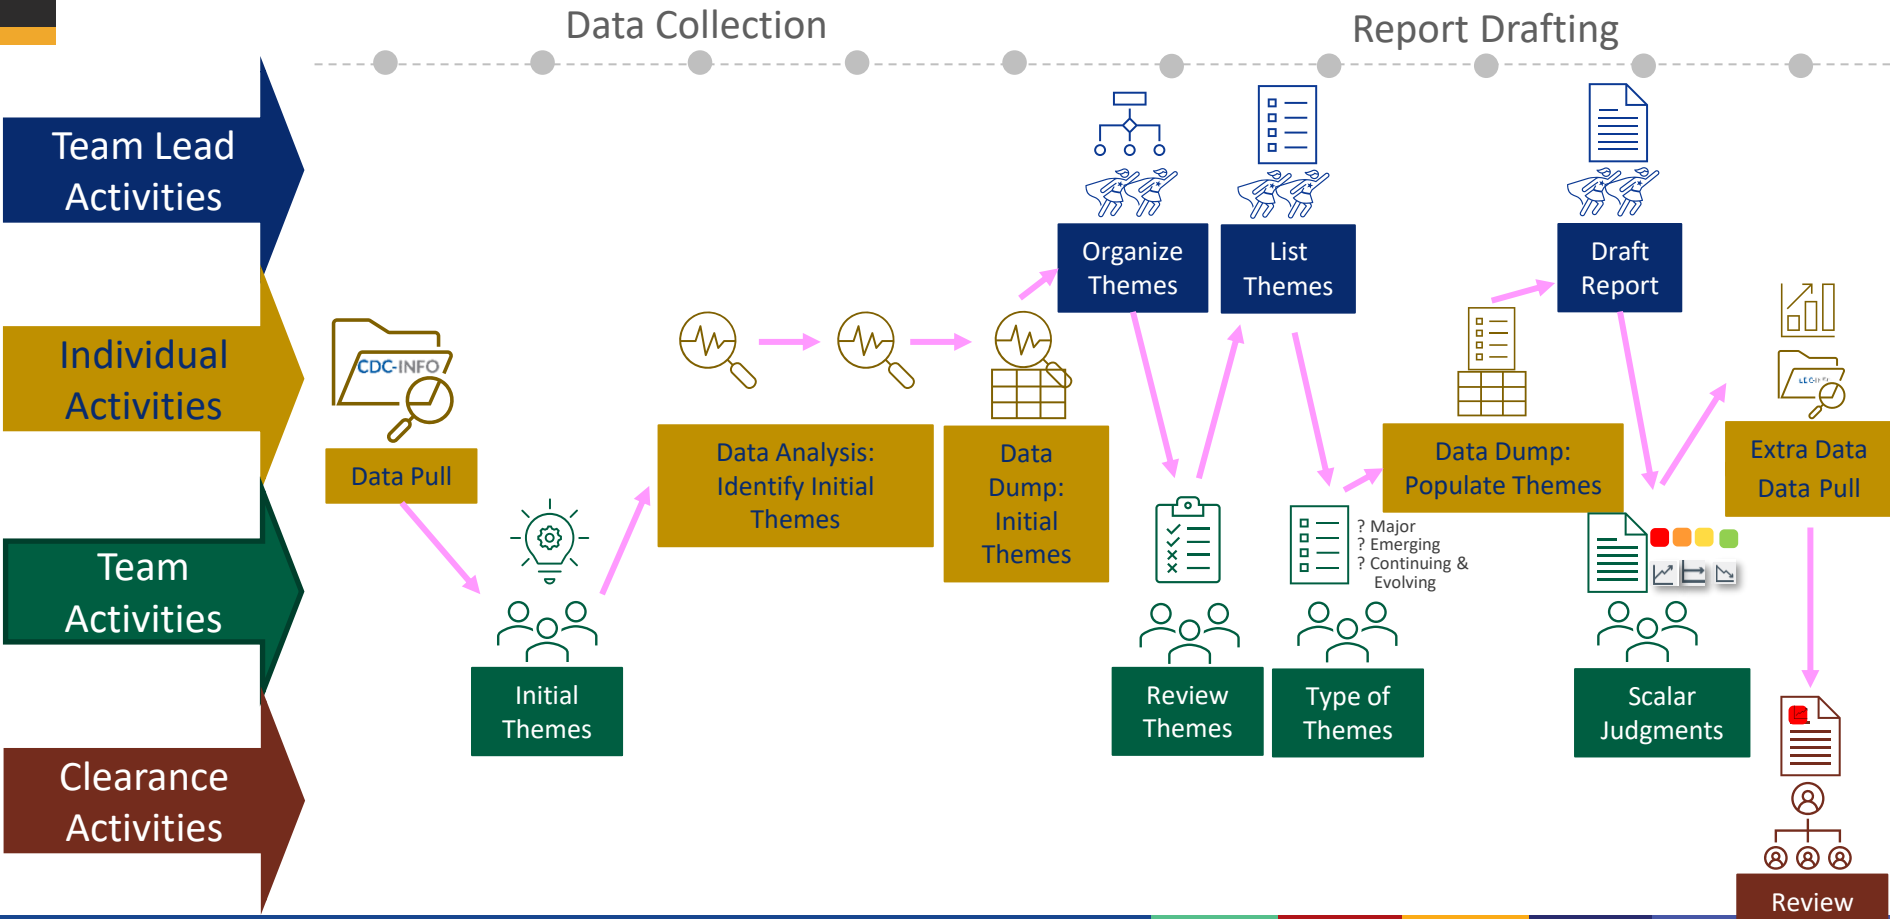 Data Collection
Report Drafting
Team Lead
Activities
Organize
Themes
List
Themes
Draft
Report
Individual
Activities
CDC-INFO
Data Pull
Data Analysis:
Identify Initial
Themes
Data
Dump:
Initial
Themes
Data Dump:
Populate Themes
Extra Data
Data Pull
Team
Activities
Initial
Themes
Review
Themes
? Major
? Emerging
? Continuing &
Evolving
Type of
Themes
Scalar
Judgments
Clearance
Activities
Review